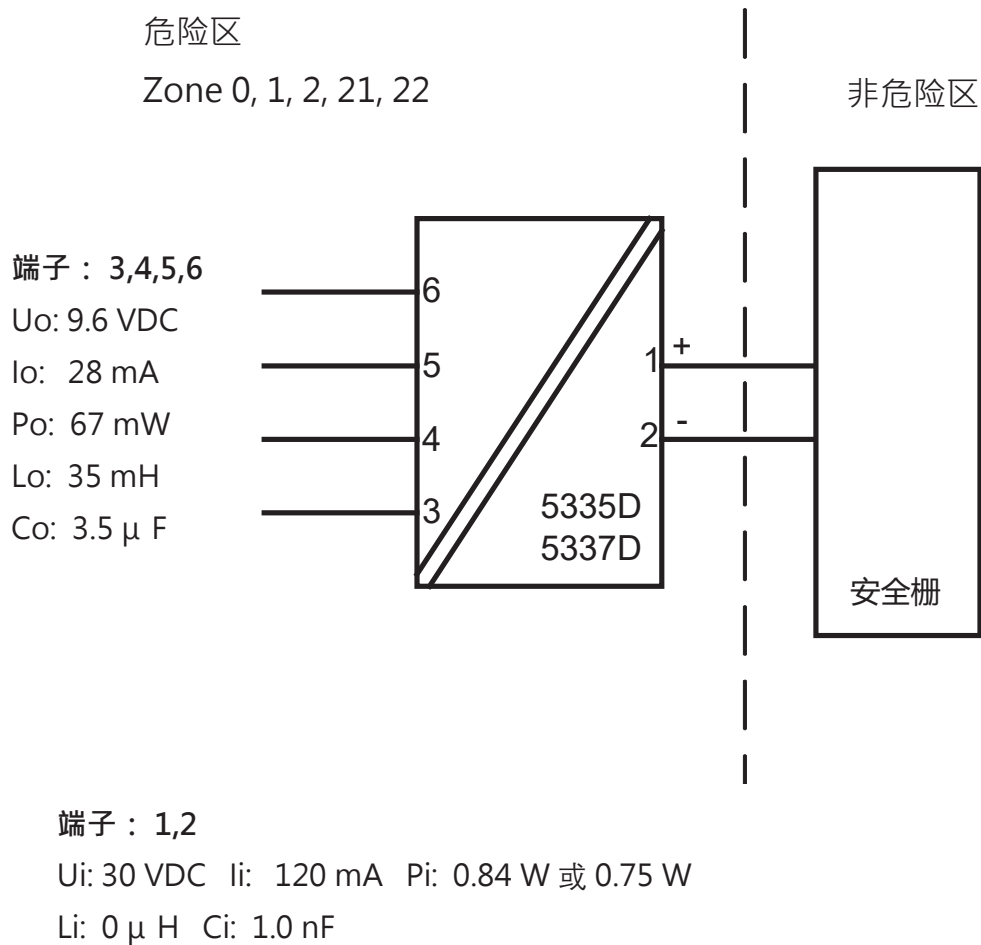 危险区
Zone 0, 1, 2, 21, 22
非危险区
端子： 3,4,5,6
Uo: 9.6 VDC
Io: 28 mA
Po: 67 mW
Lo: 35 mH
Co: 3.5 μ F
6
5
4
3
1 +
2 -
5335D
5337D
安全栅
端子： 1,2
Ui: 30 VDC Ii: 120 mA Pi: 0.84 W 或 0.75 W
Li: 0 μ H Ci: 1.0 nF